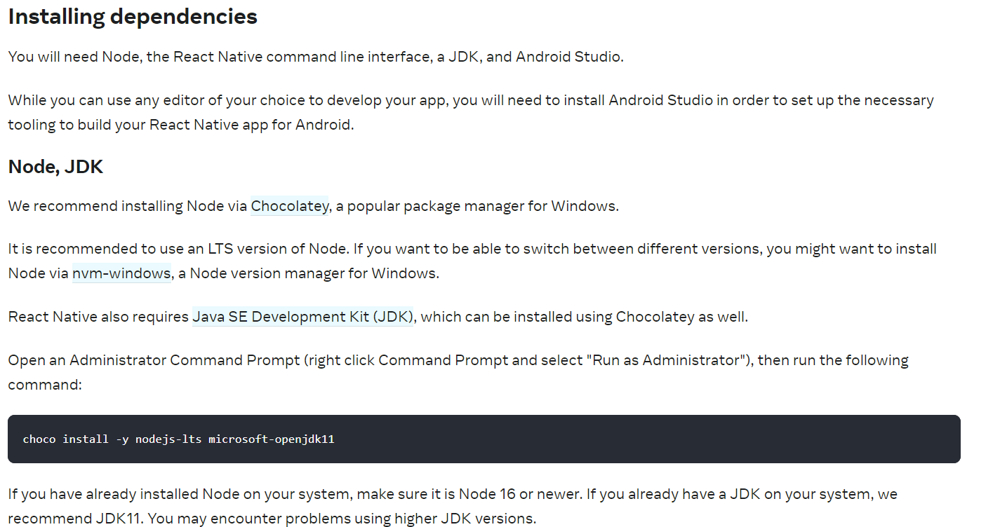 Installing dependencies
You will need Node, the React Native command line interface, a JDK, and Android Studio.
While you can use any editor of your choice to develop your app, you will need to install Android Studio in order to set up the necessary
tooling to build your React Native app for Android.
Node, JDK
We recommend installing Node via Chocolatey, a popular package manager for Windows.
It is recommended to use an LTS version of Node. If you want to be able to switch between different versions, you might want to install
Node via nvm-windows, a Node version manager for Windows.
React Native also requires Java SE Development Kit (JDK), which can be installed using Chocolatey as well.
Open an Administrator Command Prompt (right click Command Prompt and select "Run as Administrator"), then run the following
command:
choco install -y nodejs-lts microsoft-openjdk11
If you have already installed Node on your system, make sure it is Node 16 or newer. If you already have a JDK on your system, we
recommend JDK11. You may encounter problems using higher JDK versions.